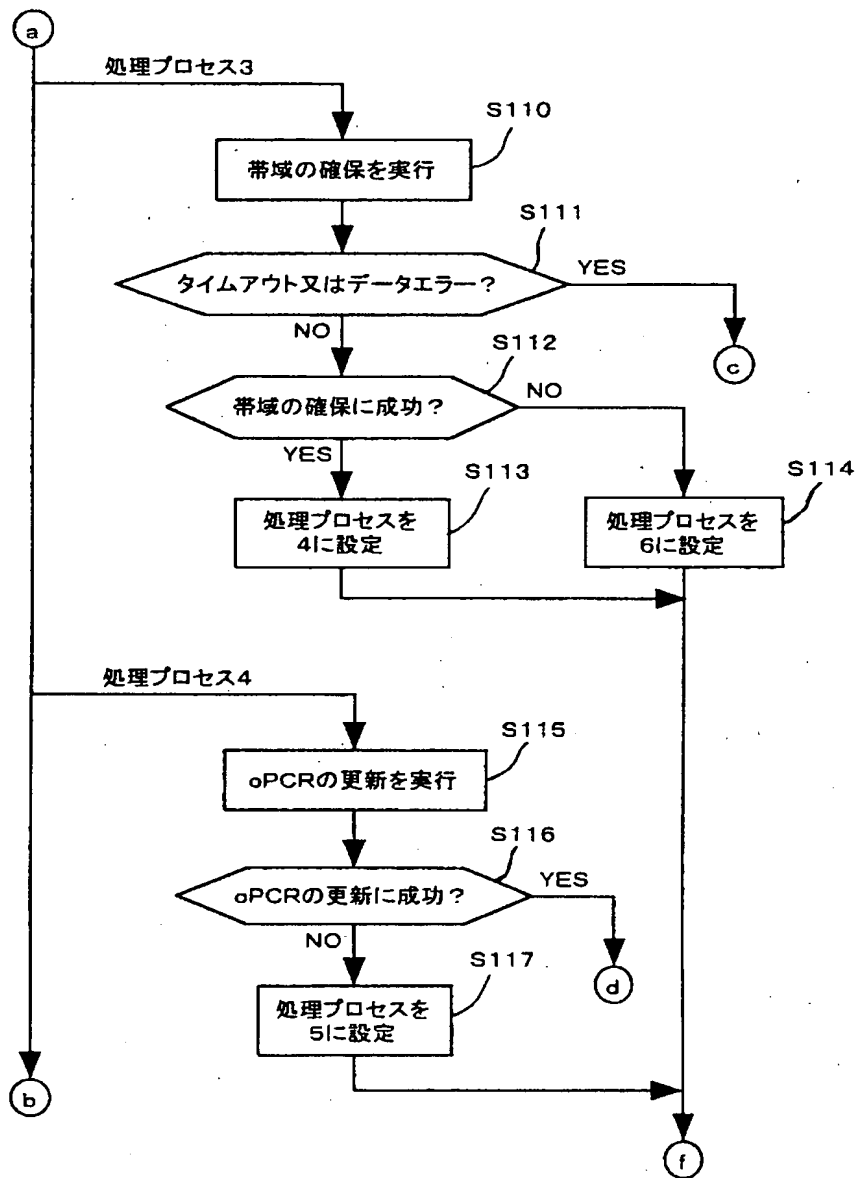 a
処理プロセス3
S110
帯域の確保を実行
S111
タイムアウト又はデータエラー?
YES
NO
c
S112
帯域の確保に成功?
NO
YES
S113
S114
処理プロセスを
4に設定
処理プロセスを
6に設定
処理プロセス4
S115
oPCRの更新を実行
S116
oPCRの更新に成功?
YES
NO
d
S117
処理プロセスを
5に設定
b
f